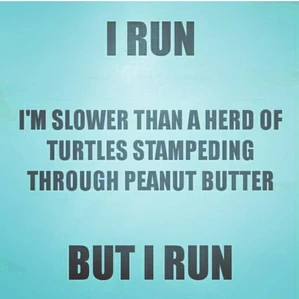 I RUN
I'M SLOWER THAN A HERD OF
TURTLES STAMPEDING
THROUGH PEANUT BUTTER
BUT I RUN